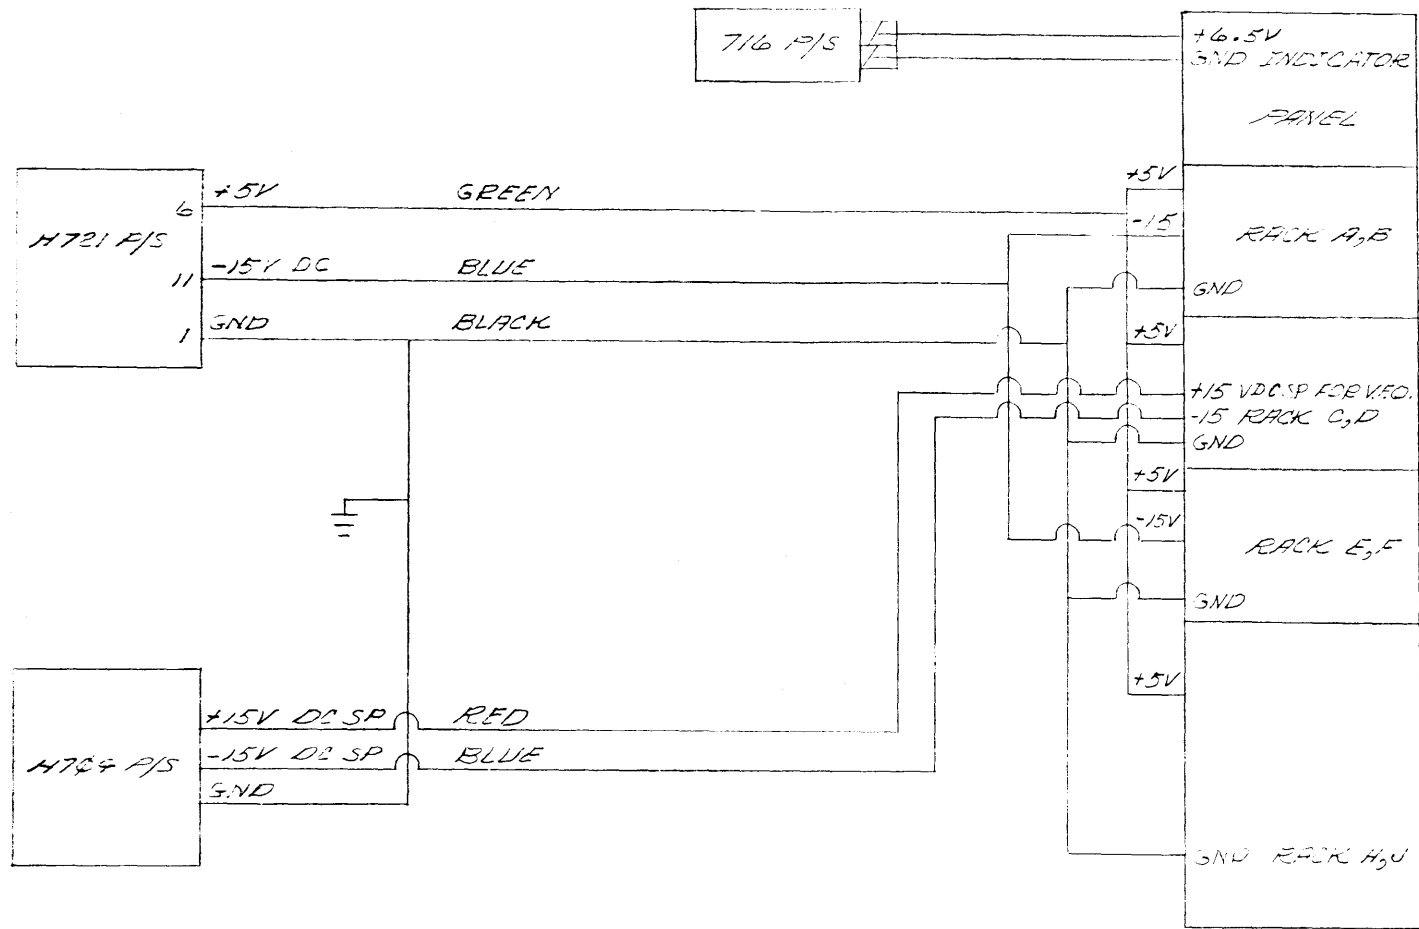 716 P/S
+6.5V
GND INDICATOR
PANEL
H721 P/S
6
+5V
GREEN
11
-15V DC
BLUE
1
GND
BLACK
+5V
-15
RACK A,B
GND
+5V
+15 VDC SP FOR V.F.O.
-15 RACK C,D
GND
+5V
-15V
RACK E,F
GND
+5V
GND RACK H,J
P/S
+15V DC SP
RED
-15V DC SP
BLUE
GND